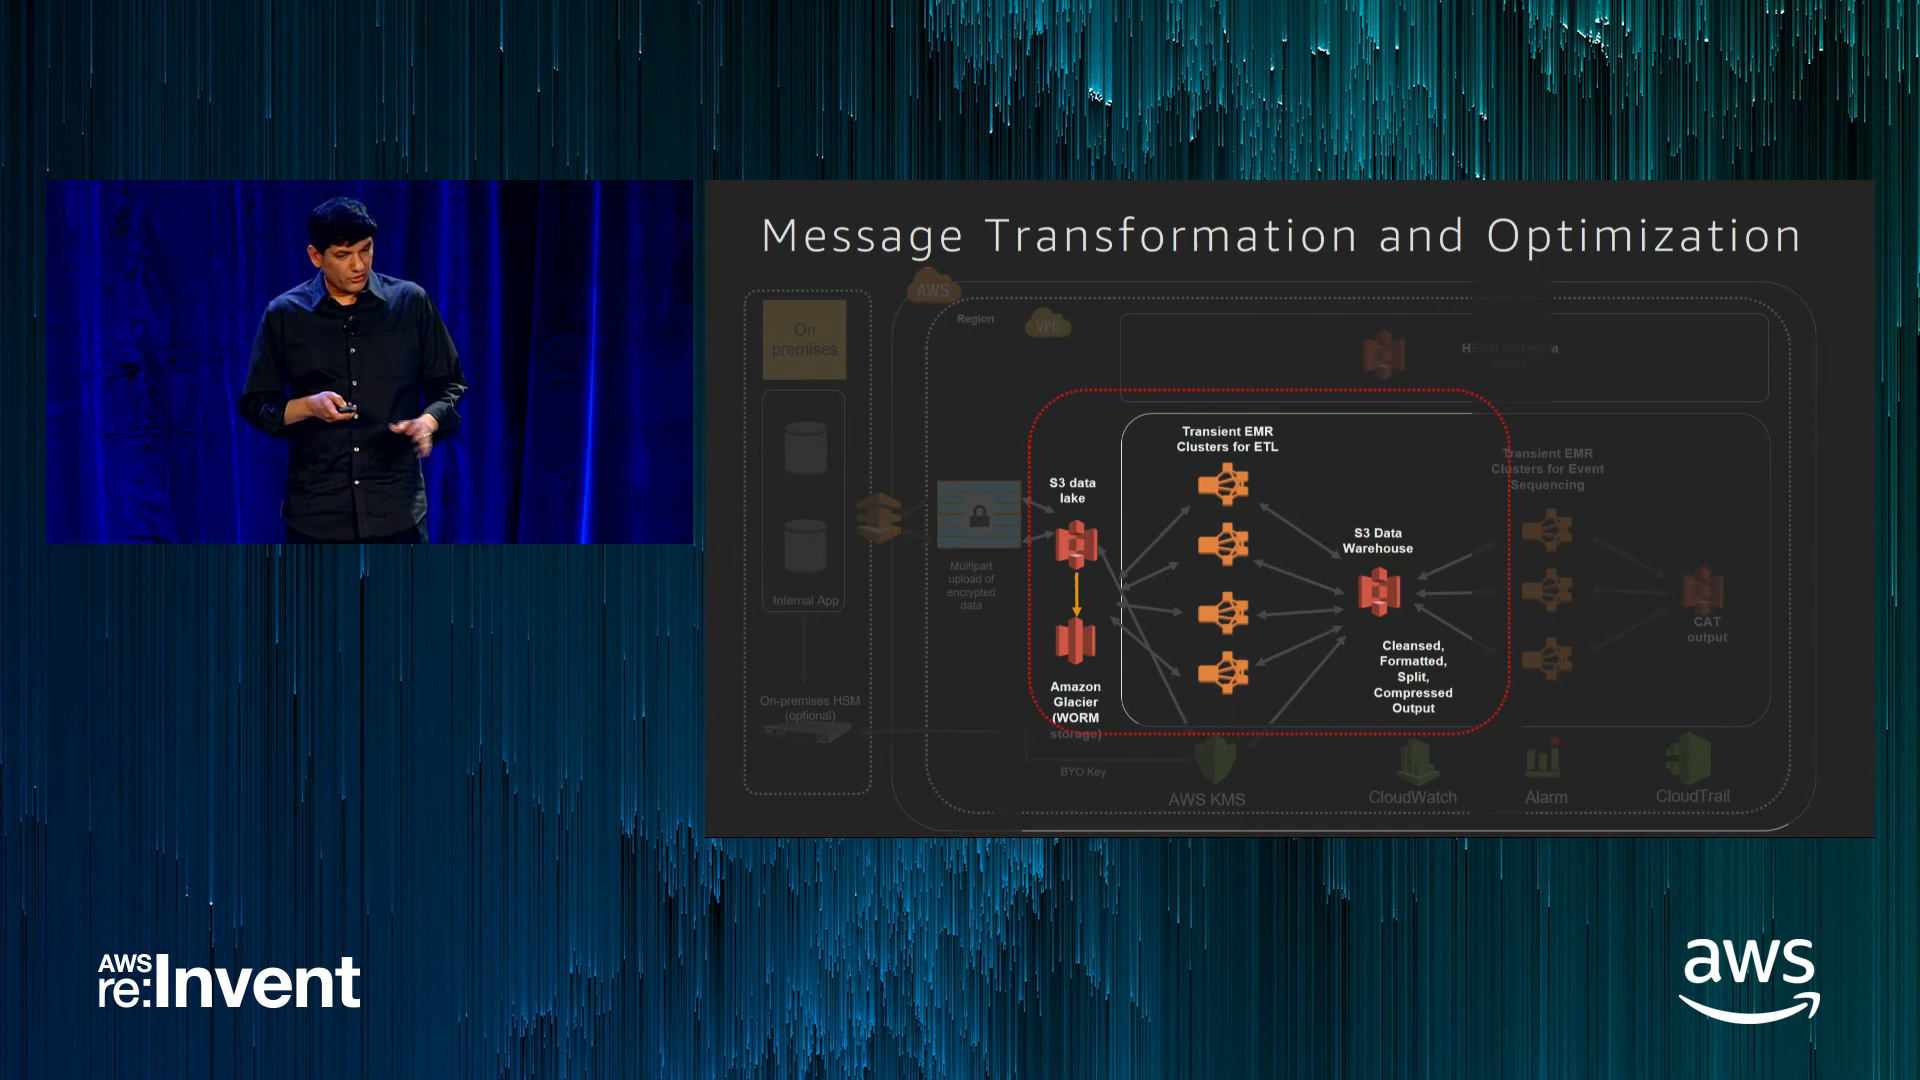 Message Transformation and Optimization
AWS
On
premises
Region
VPC
Transient EMR
Clusters for ETL
Transient EMR
Clusters for Event
Sequencing
S3 data
lake
S3 Data
Warehouse
Multipart
upload of
encrypted
data
Internal App
CAT
output
Cleansed,
Formatted,
Split,
Compressed
Output
Amazon
Glacier
(WORM
storage)
On-premises HSM
(optional)
BYO Key
AWS KMS
CloudWatch
Alarm
CloudTrail
AWS
re:Invent
aws